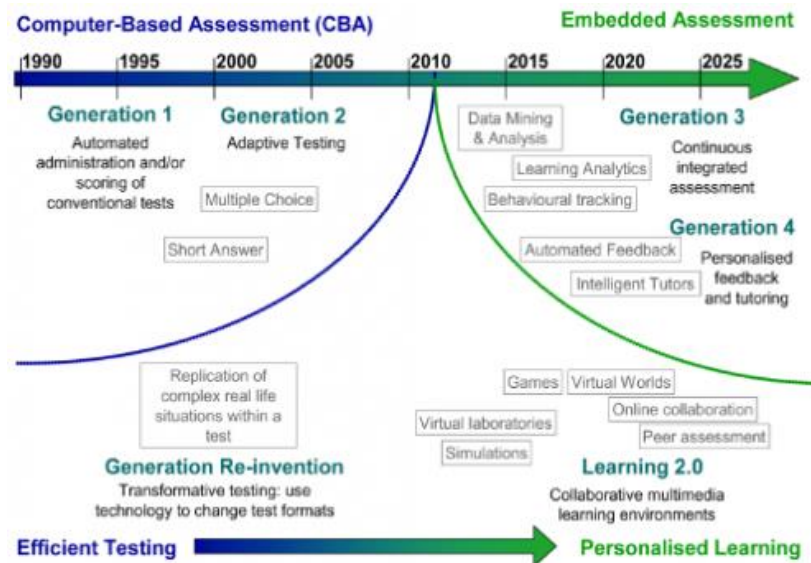 Computer-Based Assessment (CBA)
Embedded Assessment
1990 1995 2000 2005 2010 2015 2020 2025
Generation 1
Automated
administration and/or
scoring of
conventional tests
Generation 2
Adaptive Testing
Multiple Choice
Short Answer
Data Mining
& Analysis
Learning Analytics
Behavioural tracking
Generation 3
Continuous
integrated
assessment
Generation 4
Personalised
feedback
and tutoring
Automated Feedback
Intelligent Tutors
Replication of
complex real life
situations within a
test
Generation Re-invention
Transformative testing: use
technology to change test formats
Games
Virtual Worlds
Virtual laboratories
Online collaboration
Simulations
Peer assessment
Learning 2.0
Collaborative multimedia
learning environments
Efficient Testing
Personalised Learning